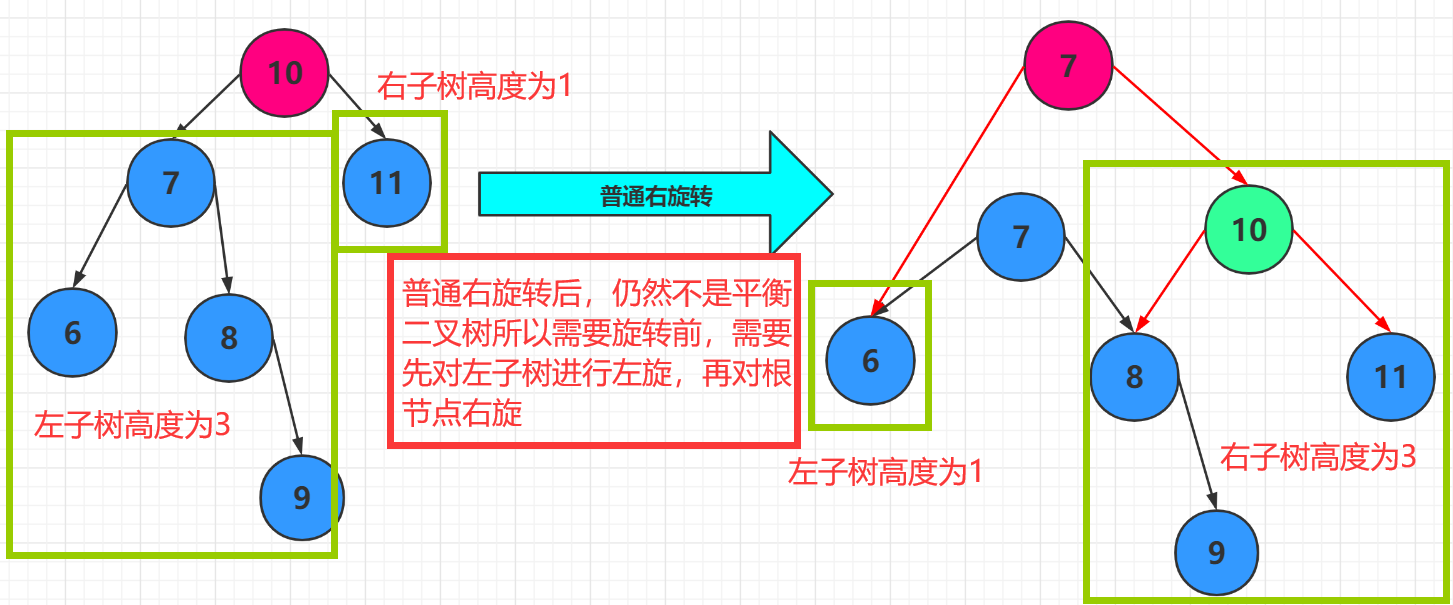 10
右子树高度为1
7
11
6
8
左子树高度为3
9
普通右旋转
普通右旋转后，仍然不是平衡
二叉树所以需要旋转前，需要
先对左子树进行左旋，再对根
节点右旋
7
7
10
6
8
11
左子树高度为1
右子树高度为3
9